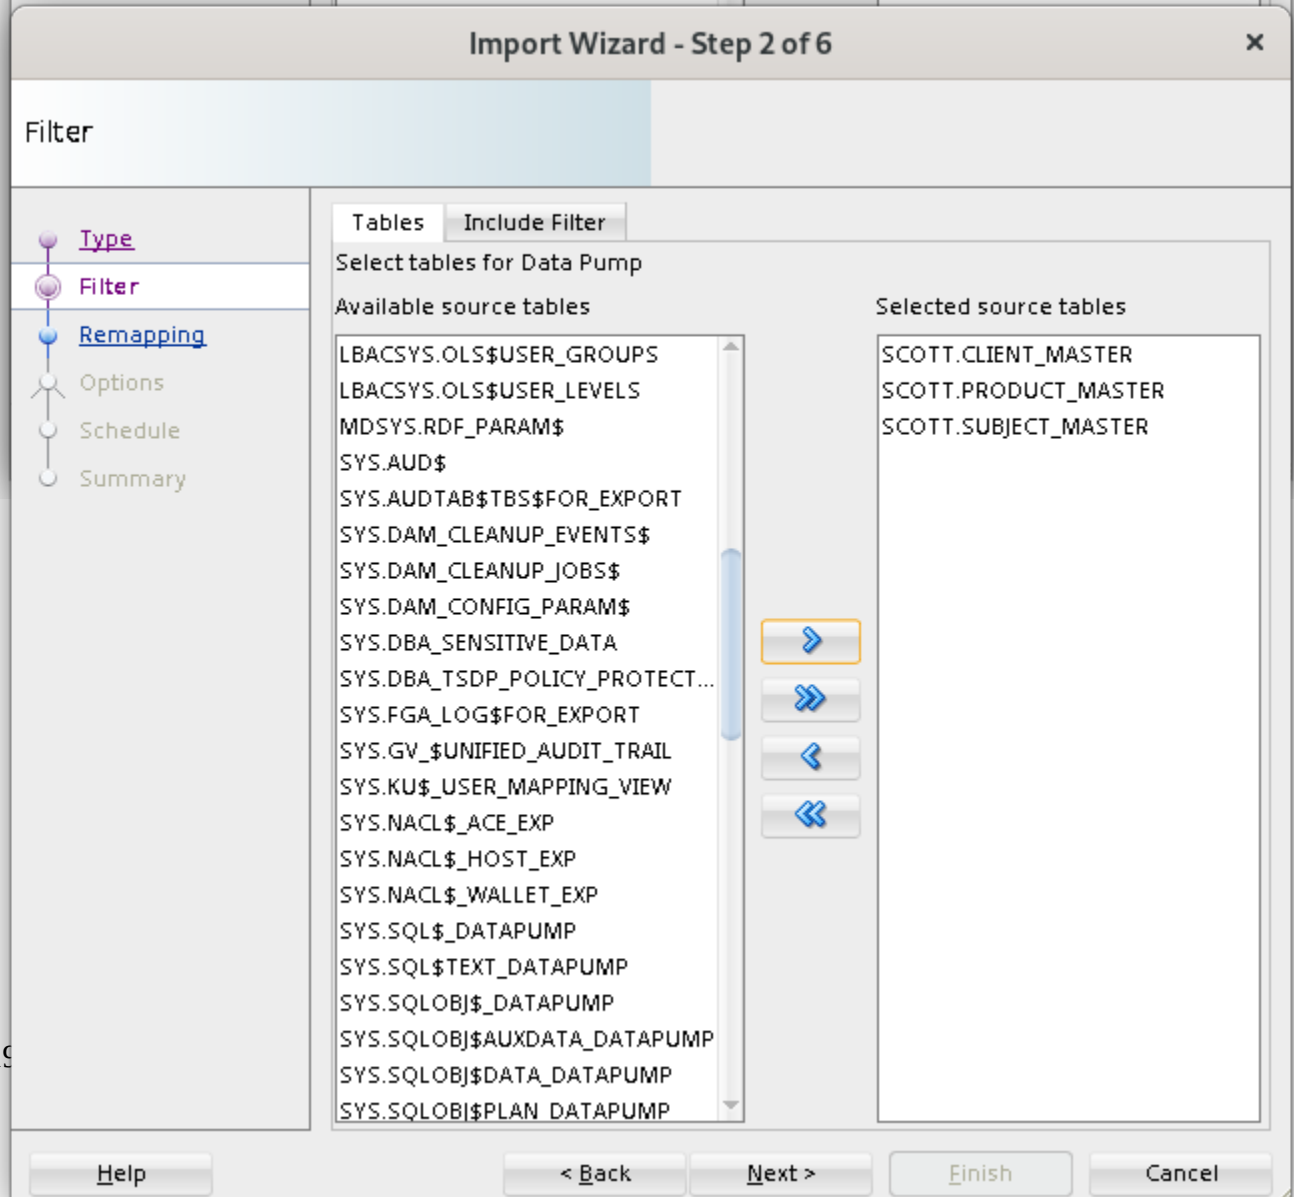 Import Wizard - Step 2 of 6
Filter
Type
Filter
Remapping
Options
Schedule
Summary
Tables
Include Filter
Select tables for Data Pump
Available source tables
LBACSYS.OLS$USER_GROUPS
LBACSYS.OLS$USER_LEVELS
MDSYS.RDF_PARAM$
SYS.AUD$
SYS.AUDTAB$TBS$FOR_EXPORT
SYS.DAM_CLEANUP_EVENTS$
SYS.DAM_CLEANUP_JOBS$
SYS.DAM_CONFIG_PARAM$
SYS.DBA_SENSITIVE_DATA
SYS.DBA_TSDP_POLICY_PROTECT...
SYS.FGA_LOG$FOR_EXPORT
SYS.GV_$UNIFIED_AUDIT_TRAIL
SYS.KU$_USER_MAPPING_VIEW
SYS.NACL$_ACE_EXP
SYS.NACL$_HOST_EXP
SYS.NACL$_WALLET_EXP
SYS.SQL$_DATAPUMP
SYS.SQL$TEXT_DATAPUMP
SYS.SQLOBJ$_DATAPUMP
SYS.SQLOBJ$AUXDATA_DATAPUMP
SYS.SQLOBJ$DATA_DATAPUMP
SYS.SQLOBJ$PLAN_DATAPUMP
Selected source tables
SCOTT.CLIENT_MASTER
SCOTT.PRODUCT_MASTER
SCOTT.SUBJECT_MASTER
Help
< Back
Next >
Finish
Cancel